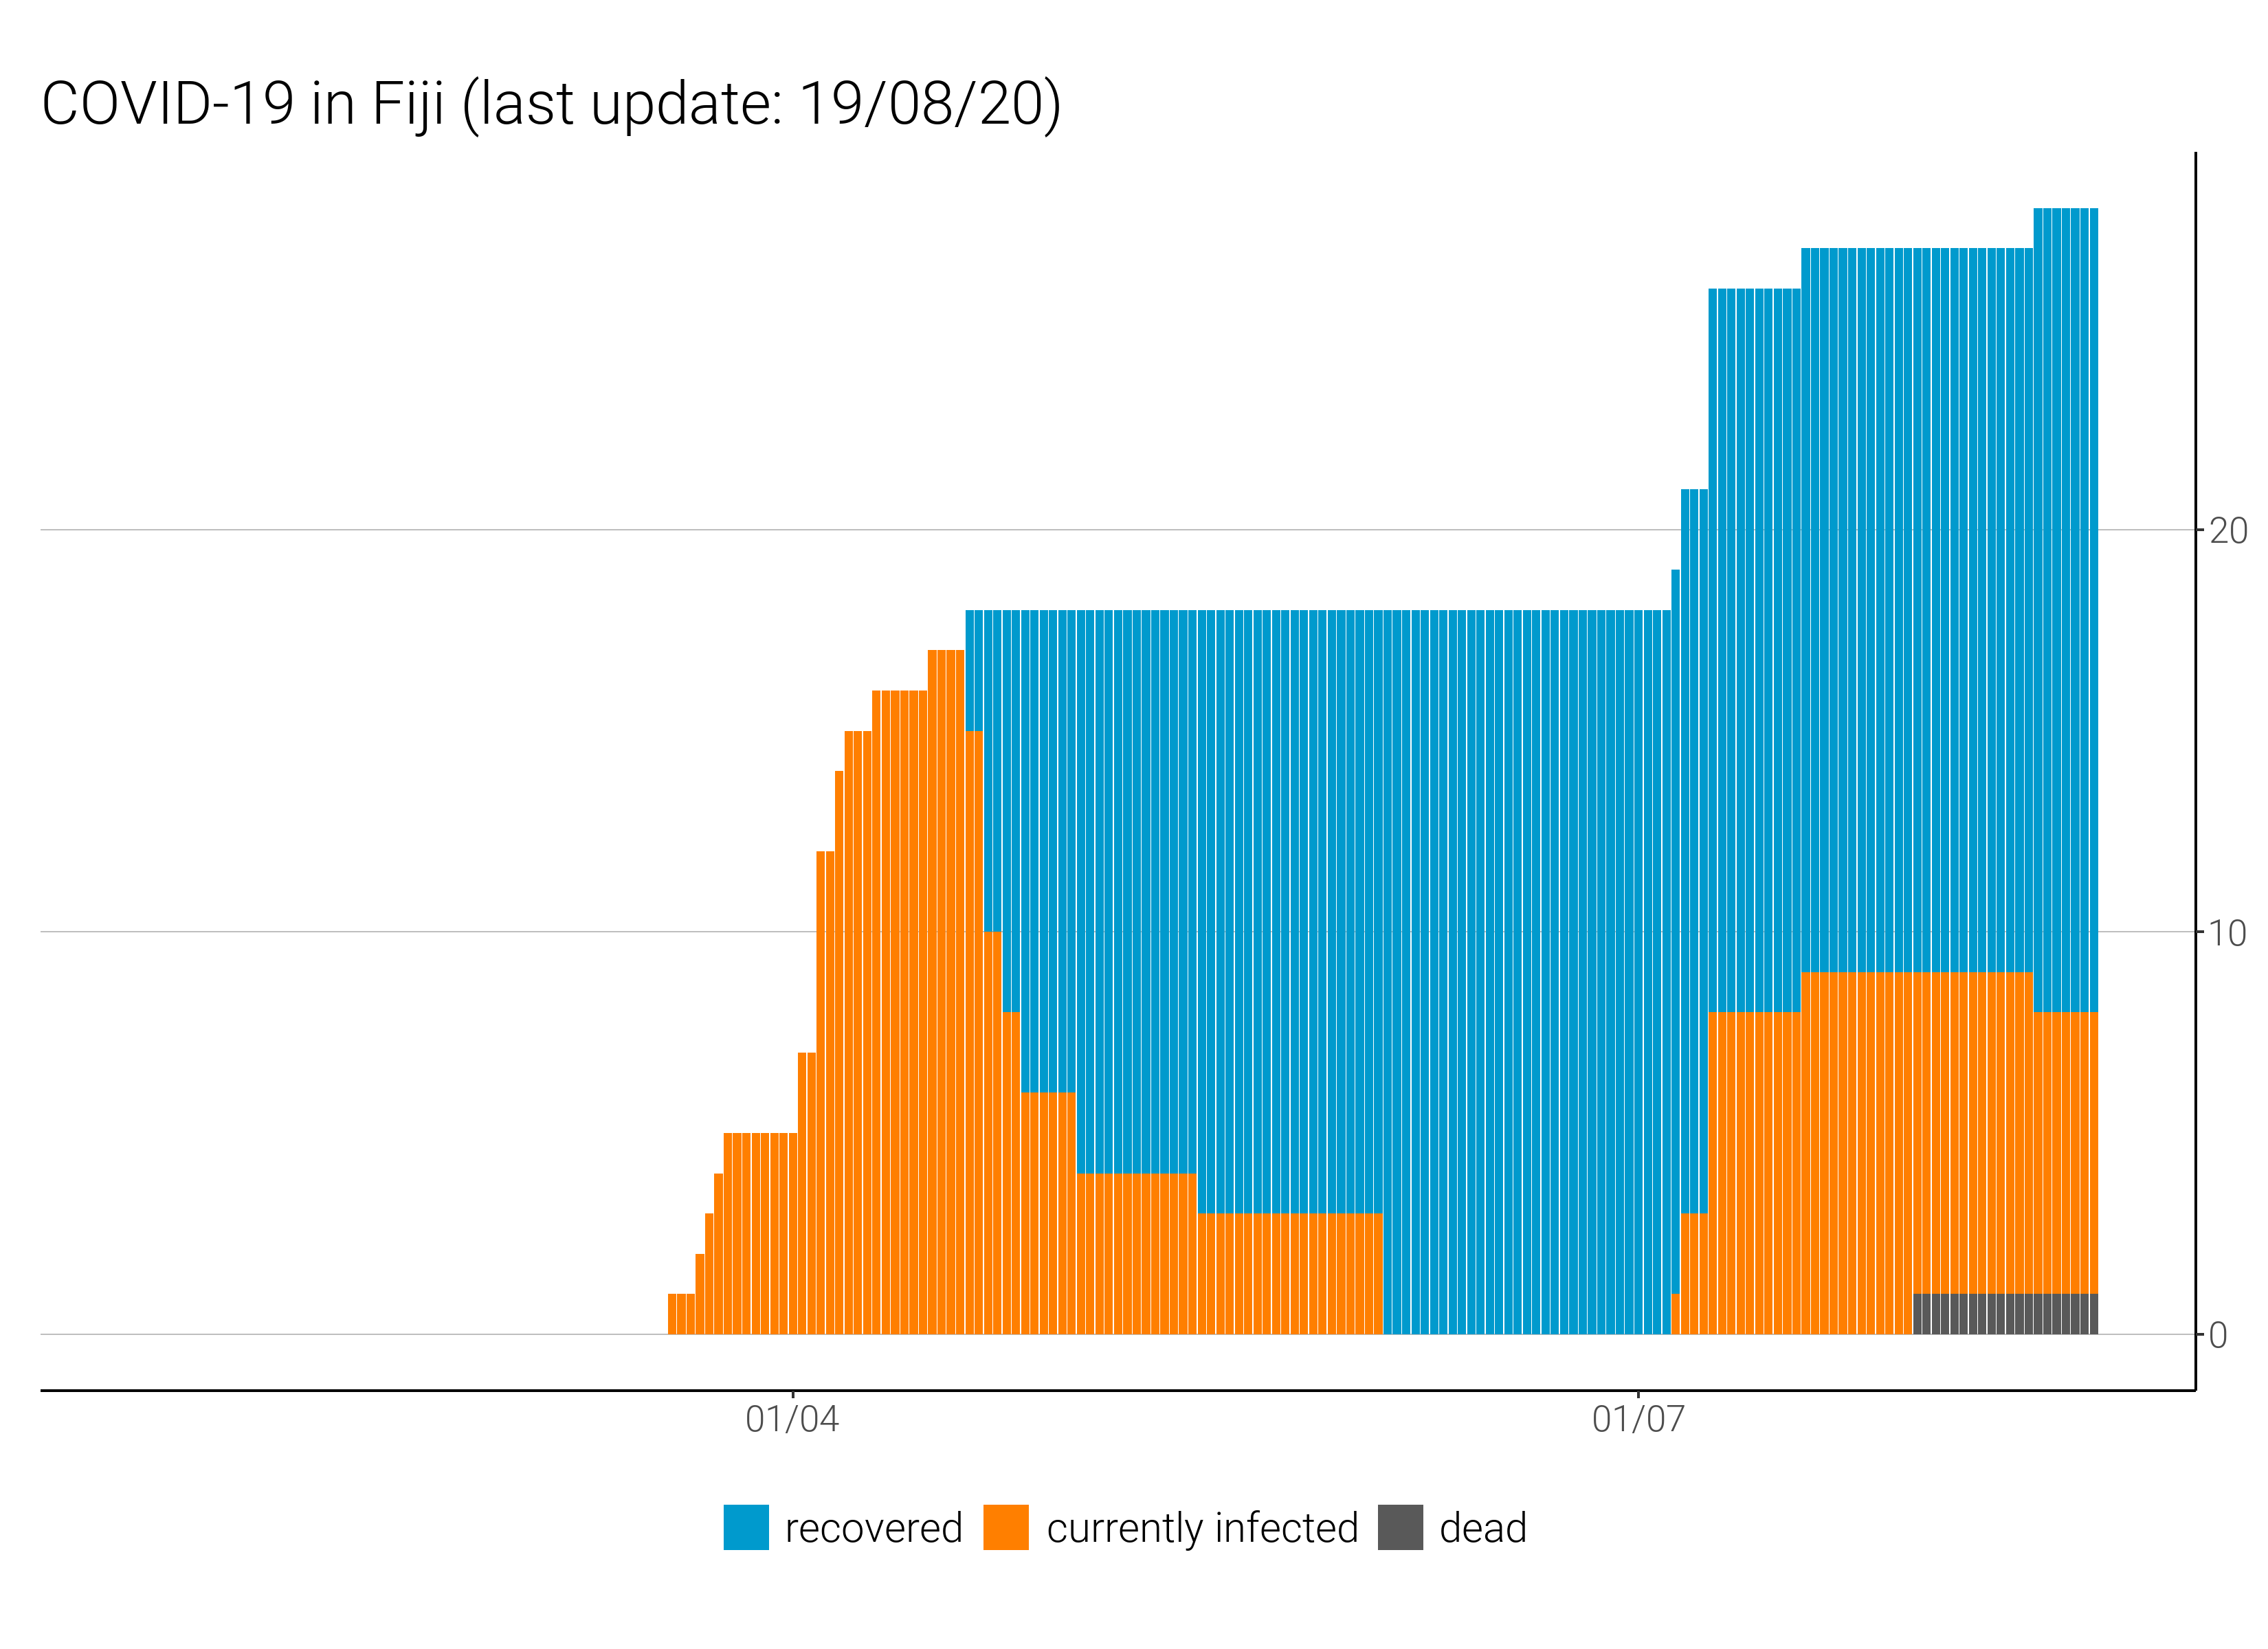 COVID-19 in Fiji (last update: 19/08/20)
20
10
0
01/04 01/07
recovered currently infected dead